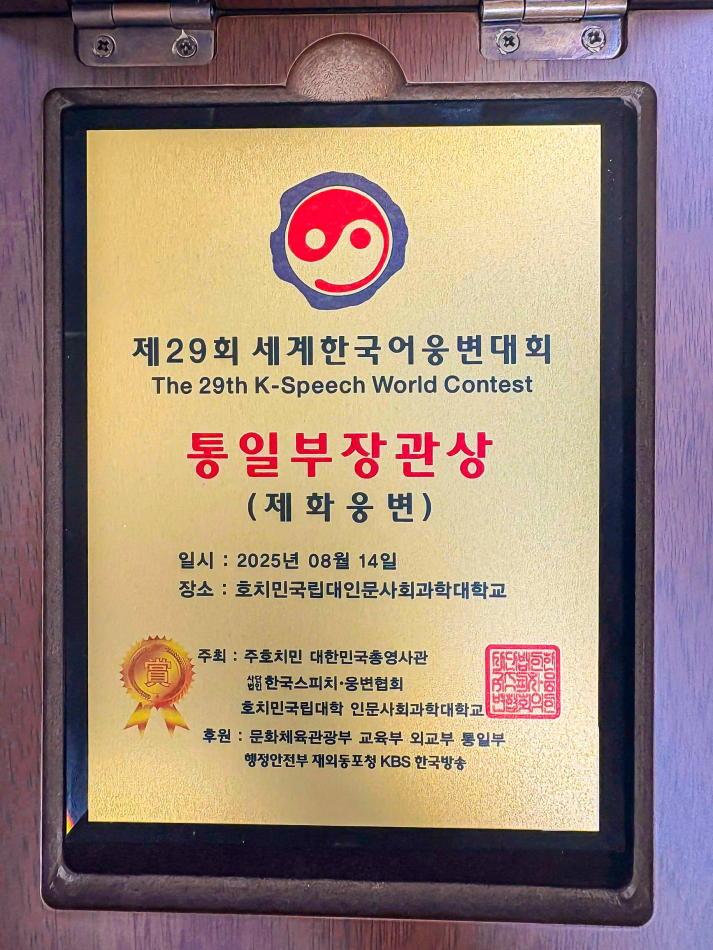 제29회 세계한국어웅변대회
The 29th K-Speech World Contest
통일부장관상
(제화웅변)
일시 : 2025년 08월 14일
장소 : 호치민국립대인문사회과학대학교
賞
주최 : 주호치민 대한민국총영사관
사단법인 한국스피치·웅변협회
호치민국립대학 인문사회과학대학교
후원 : 문화체육관광부 교육부 외교부 통일부
행정안전부 재외동포청 KBS 한국방송